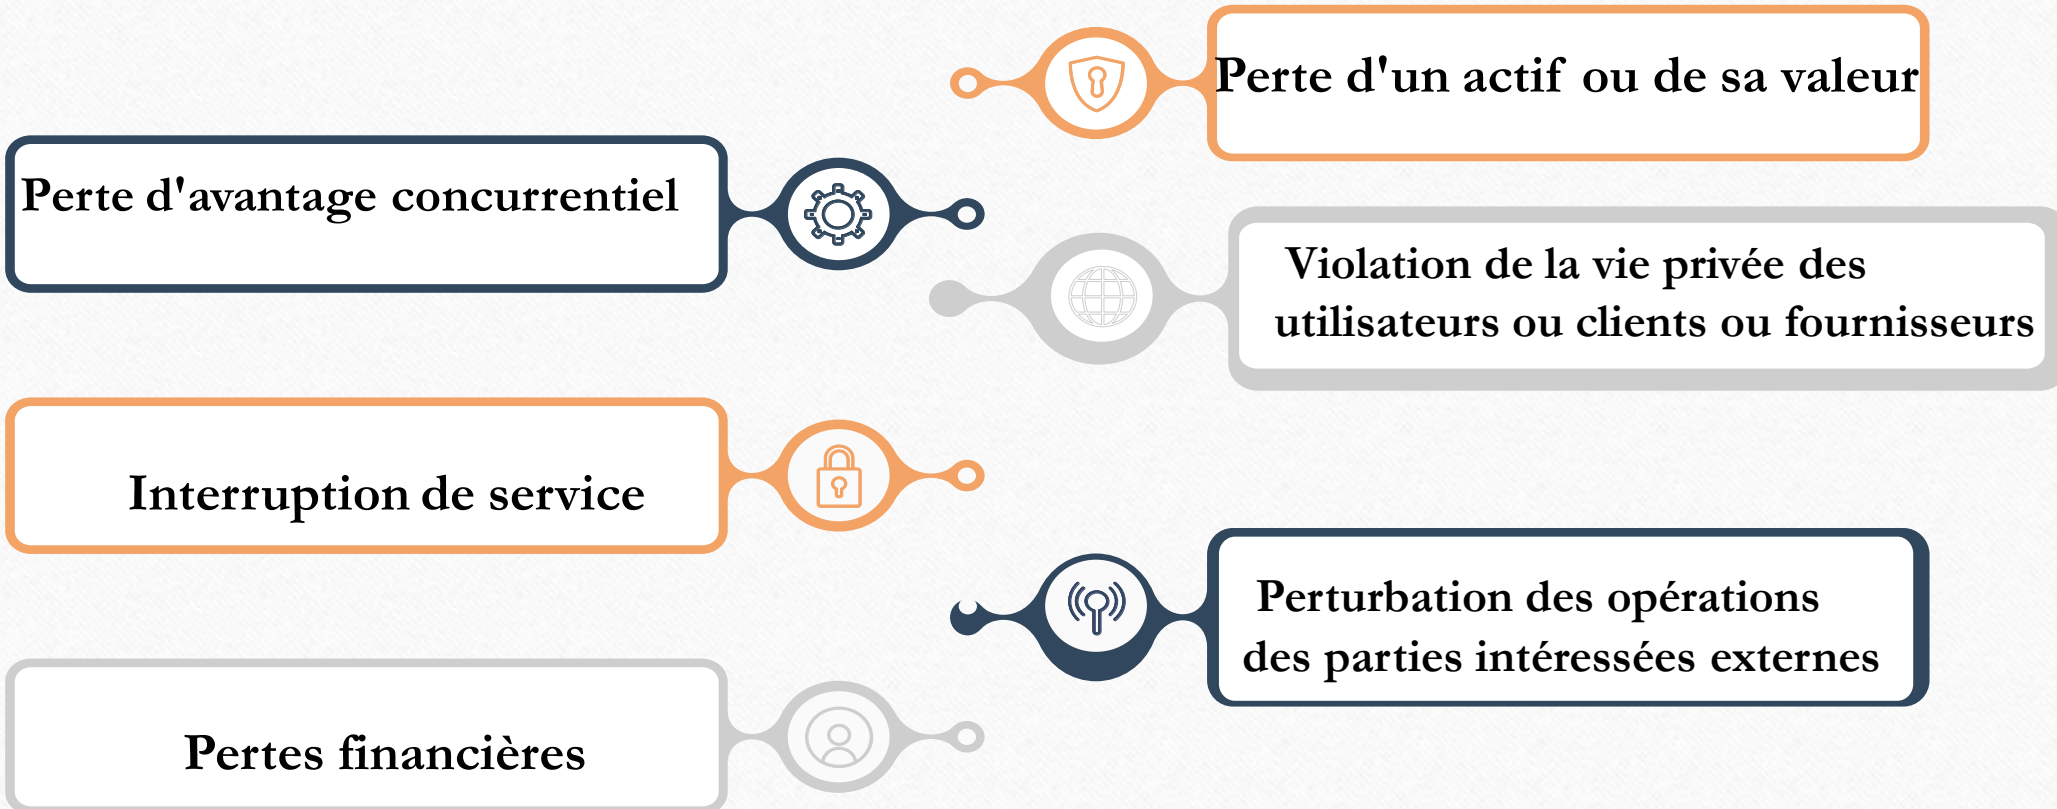 Perte d'un actif ou de sa valeur
Perte d'avantage concurrentiel
Violation de la vie privée des
utilisateurs ou clients ou fournisseurs
Interruption de service
Perturbation des opérations
des parties intéressées externes
Pertes financières